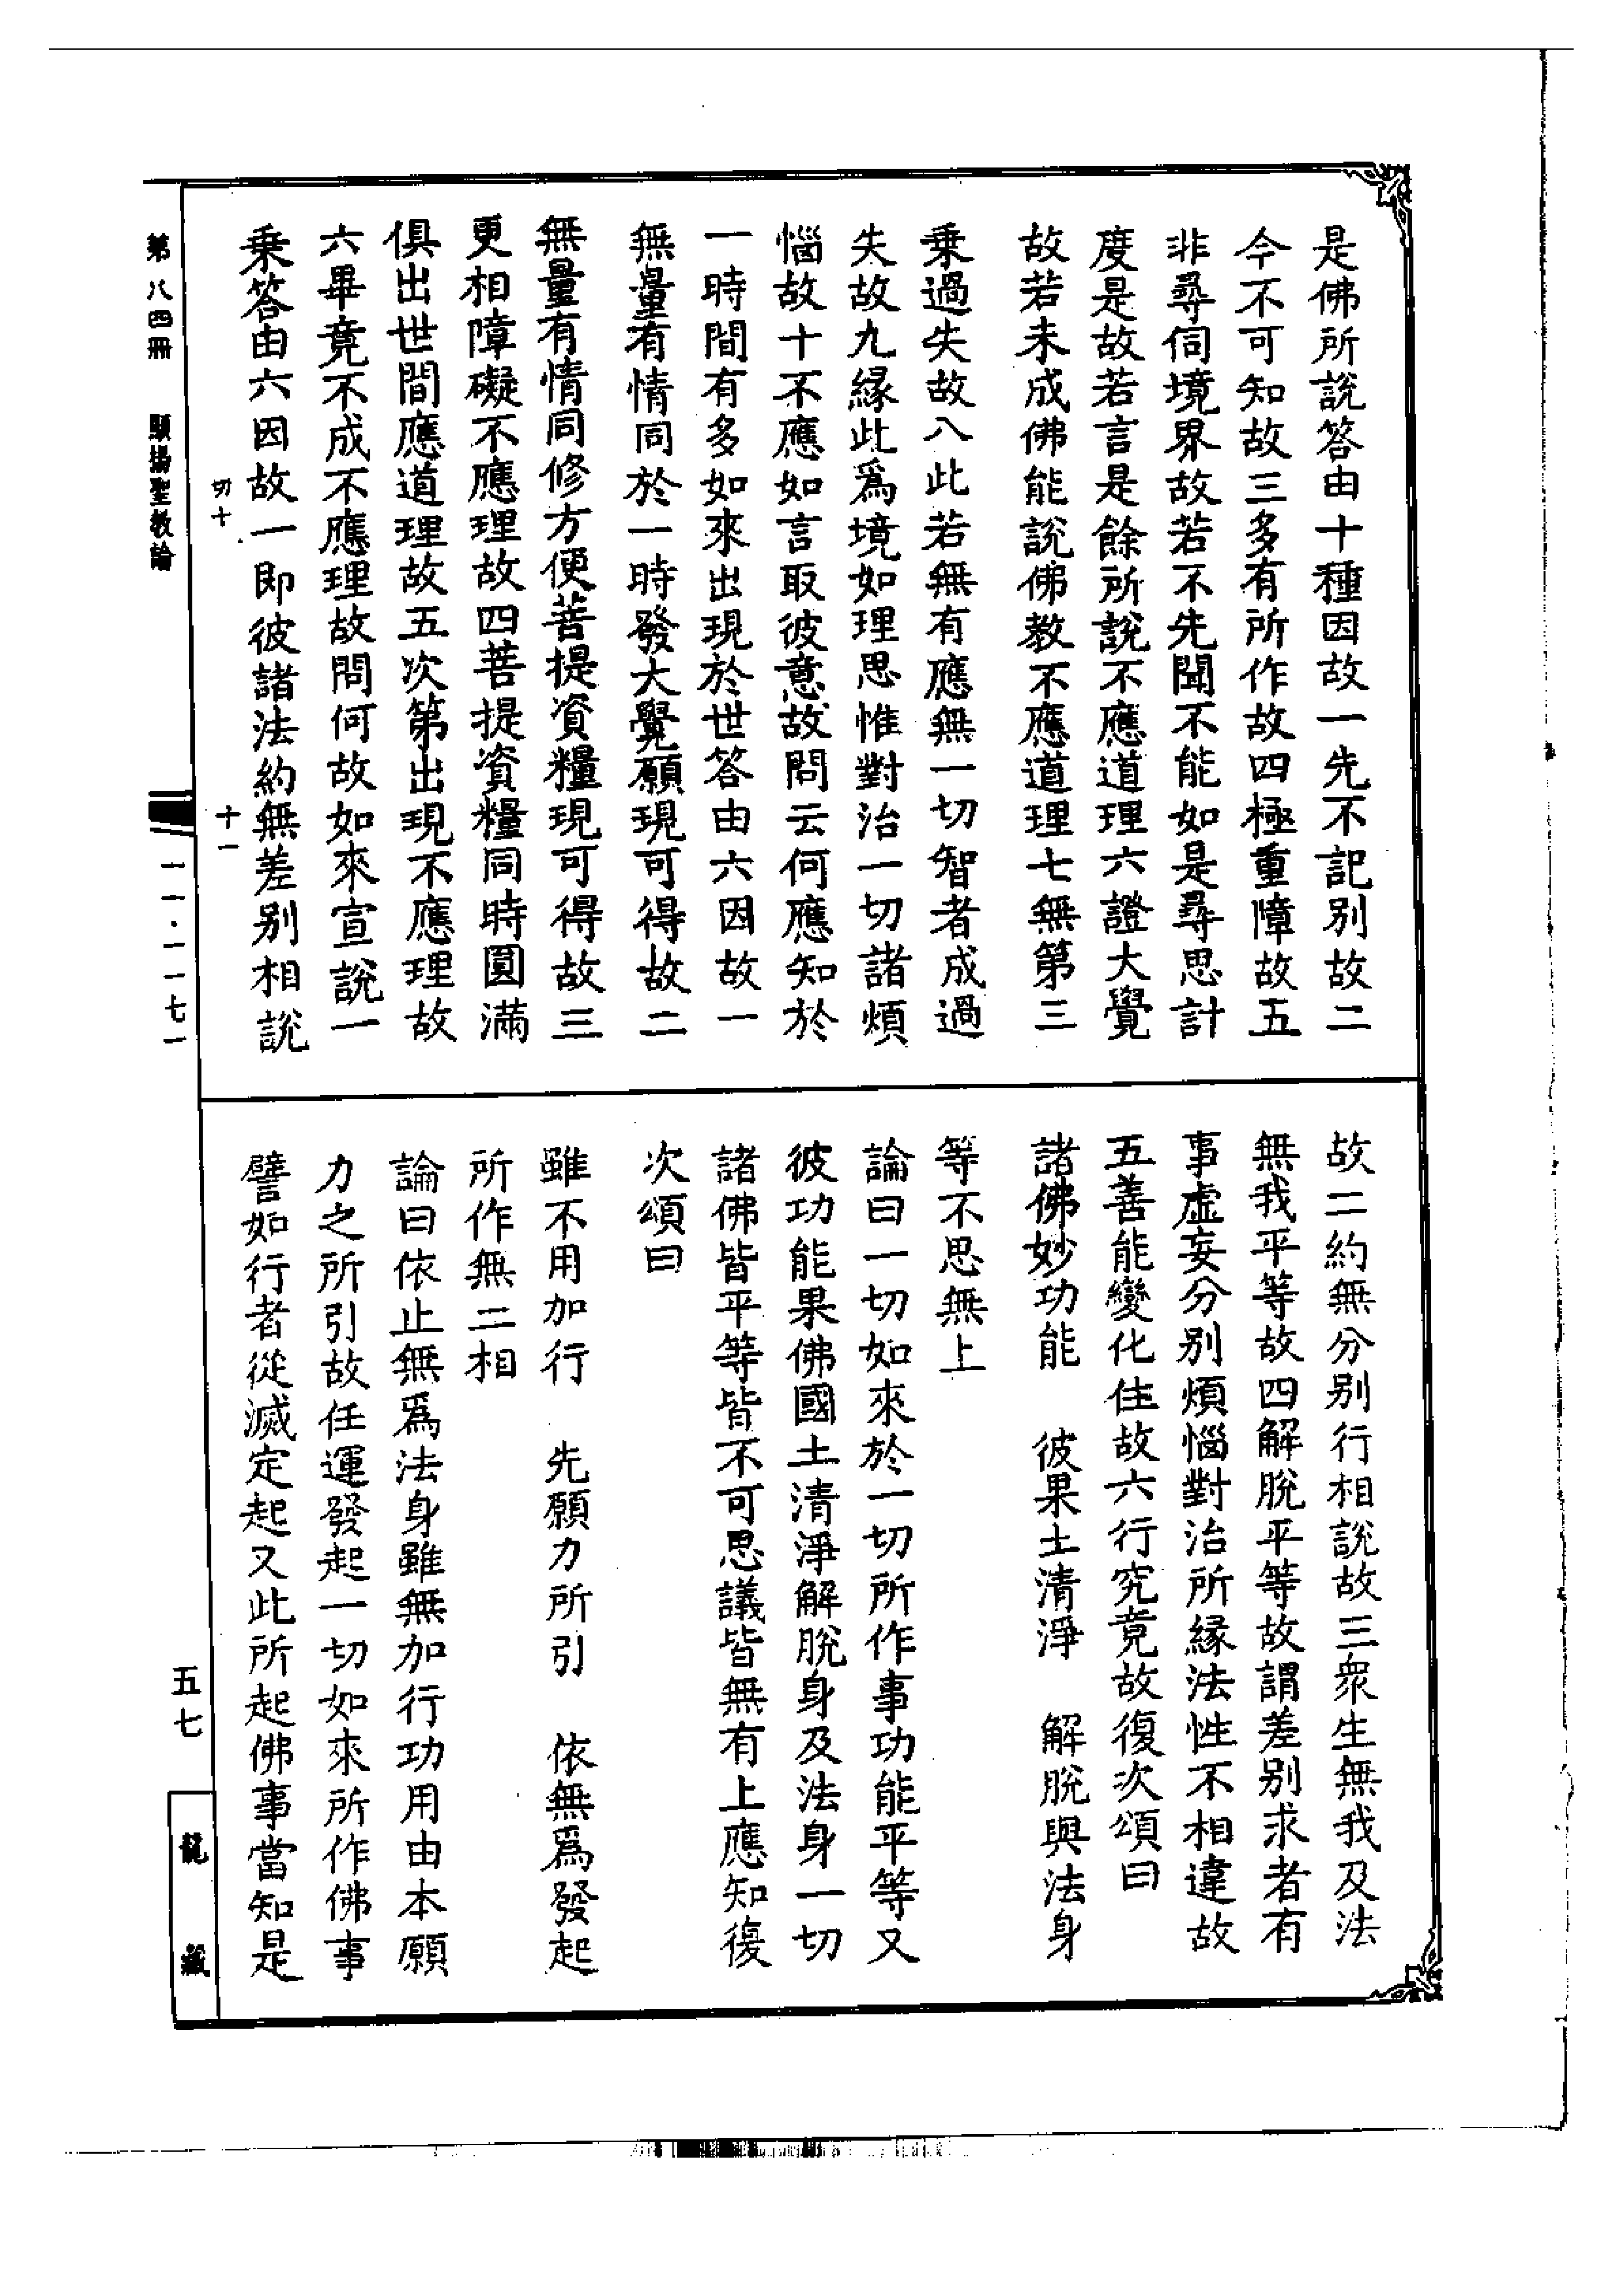 是佛所說答由十種因故一先不記別故二
今不可知故三多有所作故四極重障故五
非尋伺境界故若不先聞不能如是尋思計
度是故若言是餘所說不應道理六證大覺
故若未成佛能說佛教不應道理七無第三
乗過失故八此若無有應無一切智者成過
失故九緣此爲境如理思惟對治一切諸煩
惱故十不應如言取彼意故問云何應知於
一時間有多如來出現於世答由六因故一
無量有情同於一時發大覺願現可得故二
無量有情同修方便菩提資糧現可得故三
更相障礙不應理故四菩提資糧同時圓滿
俱出世間應道理故五次第出現不應理故
六畢竟不成不應理故問何故如來宣說一
乗答由六因故一即彼諸法約無差別相說
故二約無分別行相說故三衆生無我及法
無我平等故四解脫平等故謂差別求者有
事虛妄分別煩惱對治所緣法性不相違故
五善能變化住故六行究竟故復次頌曰
諸佛妙功能 彼果土清淨 解脫與法身
等不思無上
論曰一切如來於一切所作事功能平等又
彼功能果佛國土清淨解脫身及法身一切
諸佛皆平等皆不可思議皆無有上應知復
次頌曰
雖不用加行 先願力所引 依無爲發起
所作無二相
論曰依止無爲法身雖無加行功用由本願
力之所引故任運發起一切如來所作佛事
譬如行者從滅定起又此所起佛事當知是
切十 十一
第八四冊 顯揚聖教論 一一·一一七一
五七
龍藏